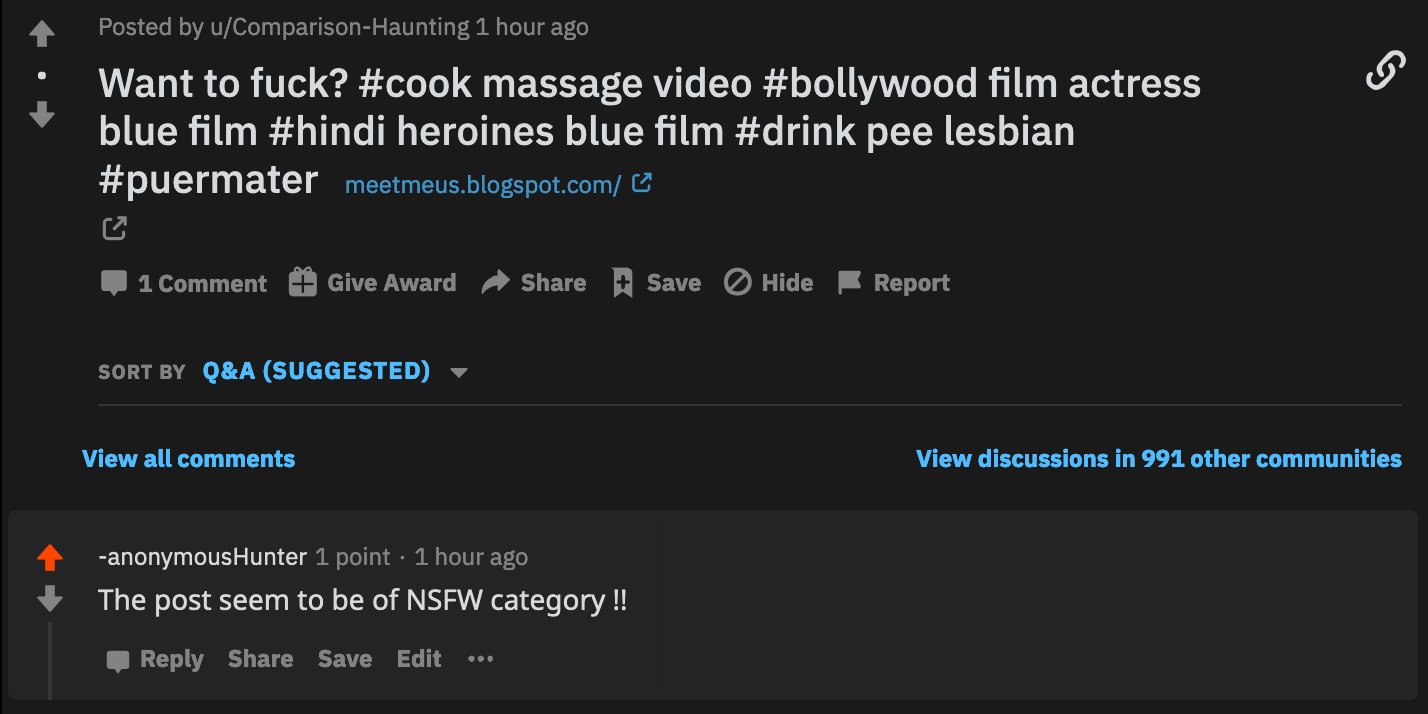 Posted by u/Comparison-Haunting 1 hour ago
Want to fuck? #cook massage video #bollywood film actress
blue film #hindi heroines blue film #drink pee lesbian
#puermater meetmeus.blogspot.com/
1 Comment Give Award Share Save Hide Report
SORT BY Q&A (SUGGESTED)
View all comments View discussions in 991 other communities
-anonymousHunter 1 point · 1 hour ago
The post seem to be of NSFW category !!
Reply Share Save Edit ...